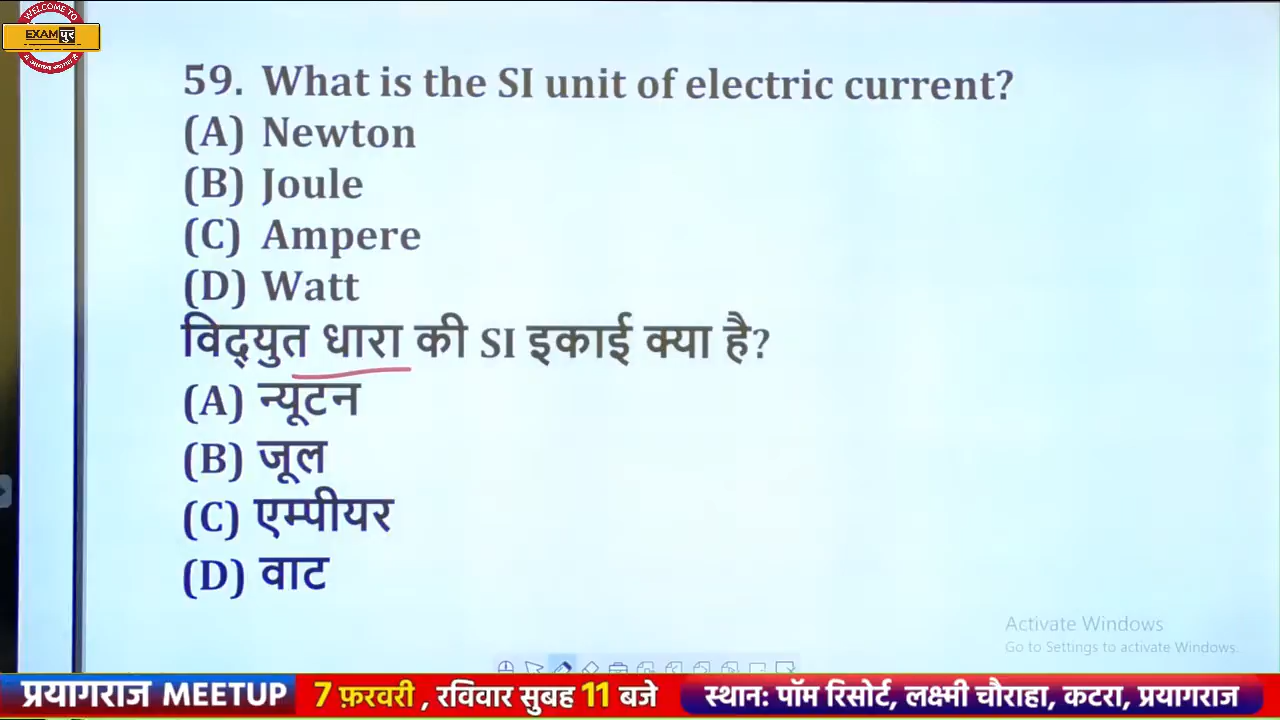 WELCOME TO
EXAM पुर
59. What is the SI unit of electric current?
(A) Newton
(B) Joule
(C) Ampere
(D) Watt
विद्युत धारा की SI इकाई क्या है?
(A) न्यूटन
(B) जूल
(C) एम्पीयर
(D) वाट
Activate Windows
Go to Settings to activate Windows.
प्रयागराज MEETUP 7 फ़रवरी , रविवार सुबह 11 बजे स्थान: पॉम रिसोर्ट, लक्ष्मी चौराहा, कटरा, प्रयागराज